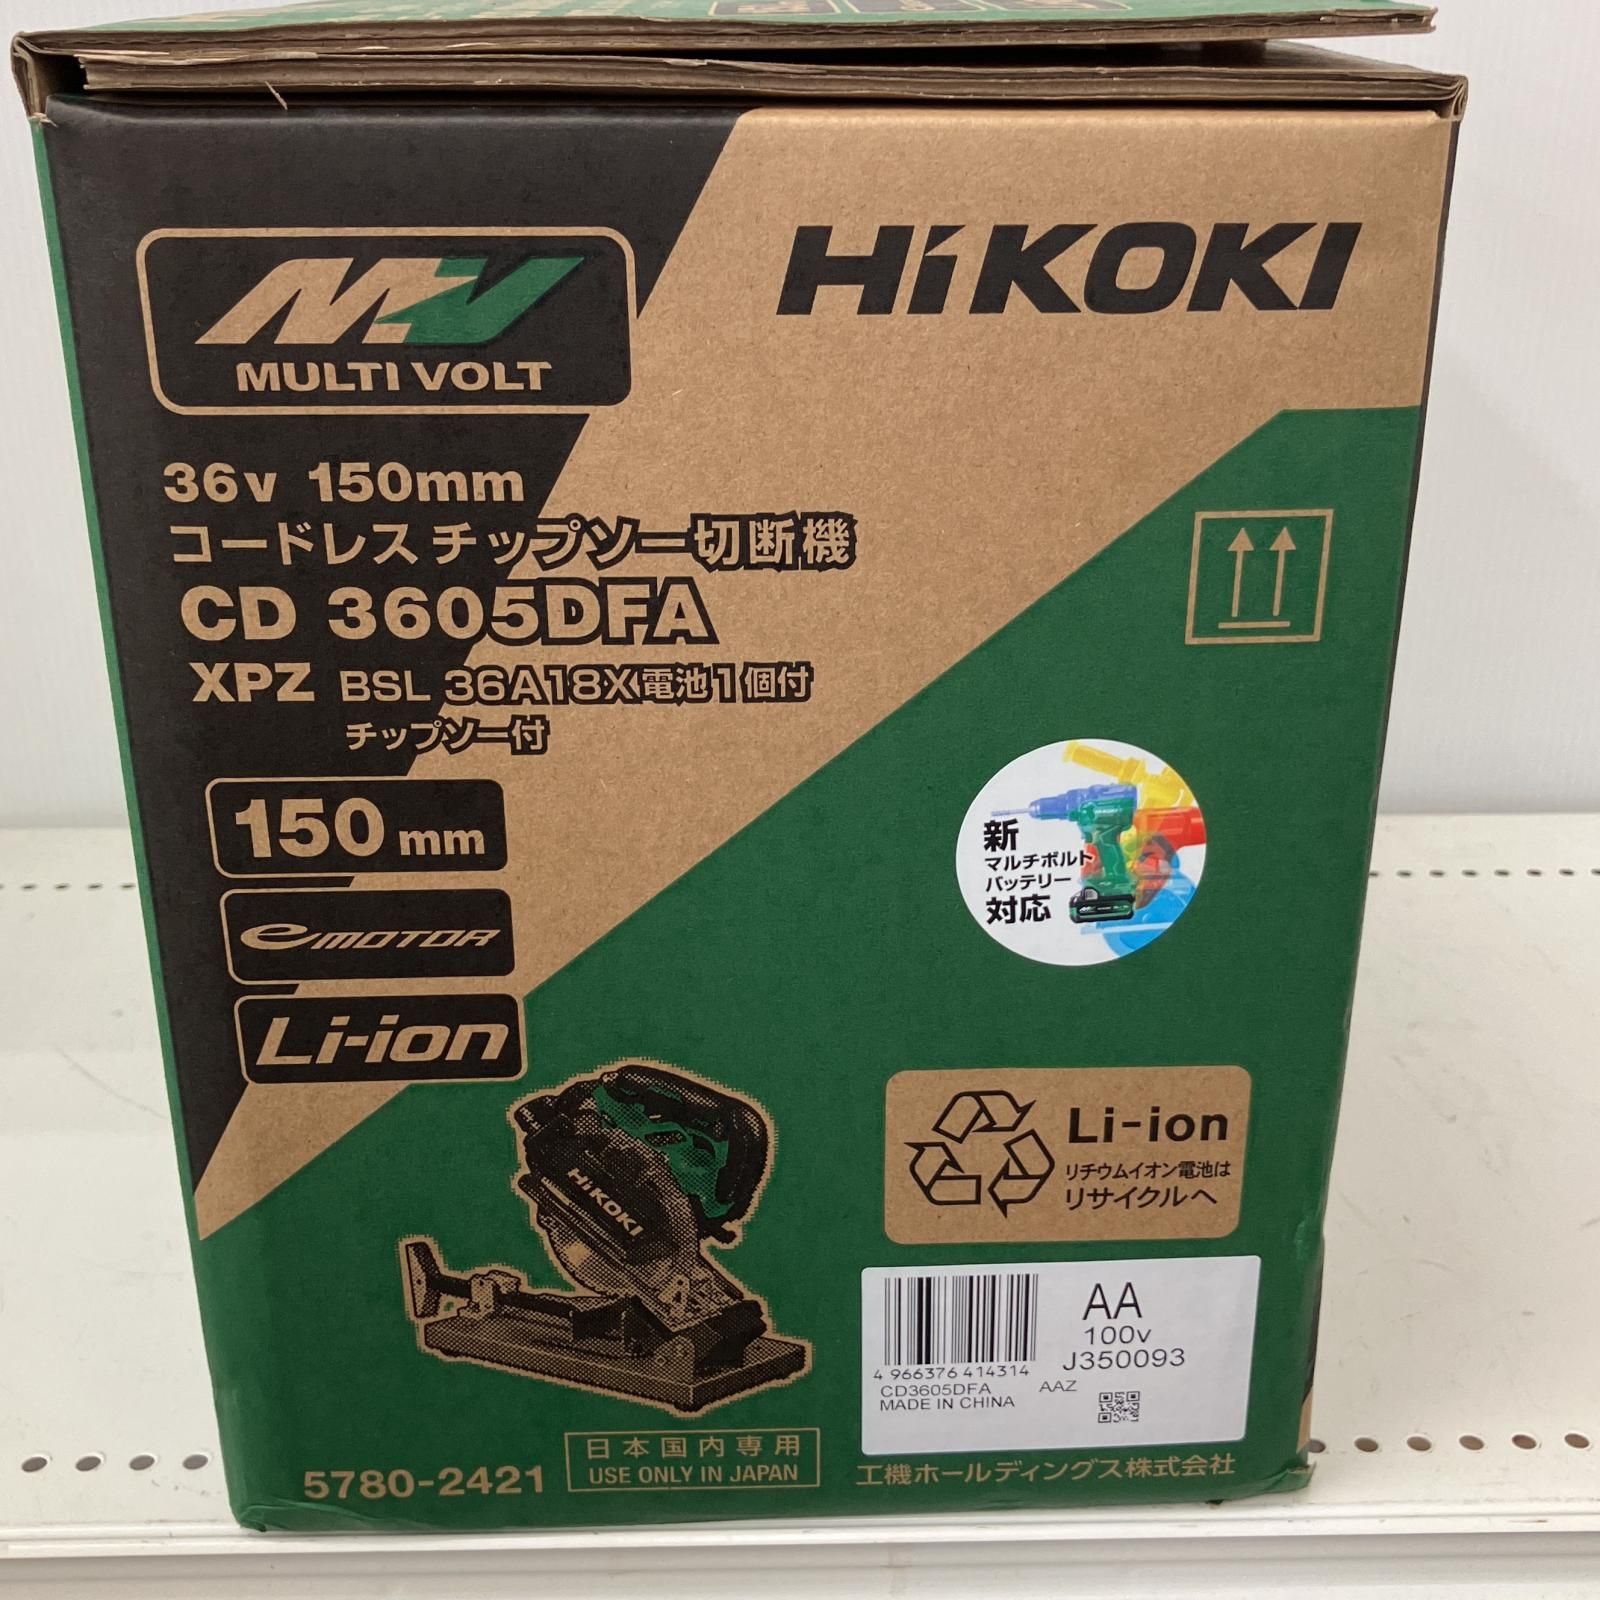 HiKOKI
MV
MULTI VOLT
36v 150mm
コードレス チップソー切断機
CD 3605DFA
XPZ BSL 36A18X電池1個付
チップソー付
150 mm
e MOTOR
Li-ion
新
マルチボルト
バッテリー
対応
HiKOKI
Li-ion
リチウムイオン電池は
リサイクルへ
AA
100v
J350093
4 966376 414314
CD3605DFA AAZ
MADE IN CHINA
5780-2421
日本国内専用
USE ONLY IN JAPAN
工機ホールディングス株式会社